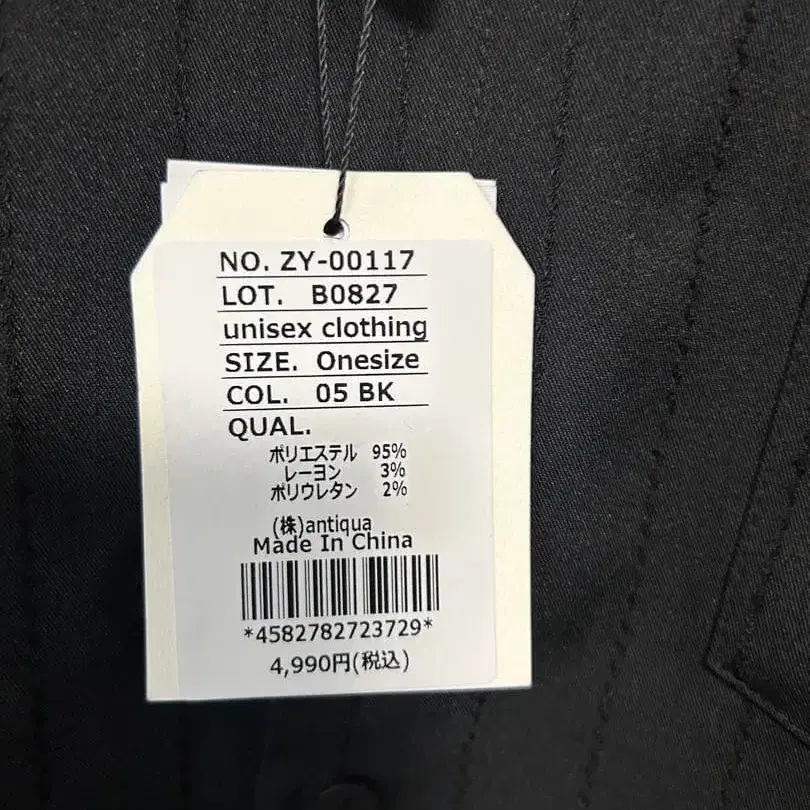 NO. ZY-00117
LOT. B0827
unisex clothing
SIZE. Onesize
COL. 05 BK
QUAL.
ポリエステル 95%
レーヨン 3%
ポリウレタン 2%
(株)antiqua
Made In China
*4582782723729*
4,990円(税込)